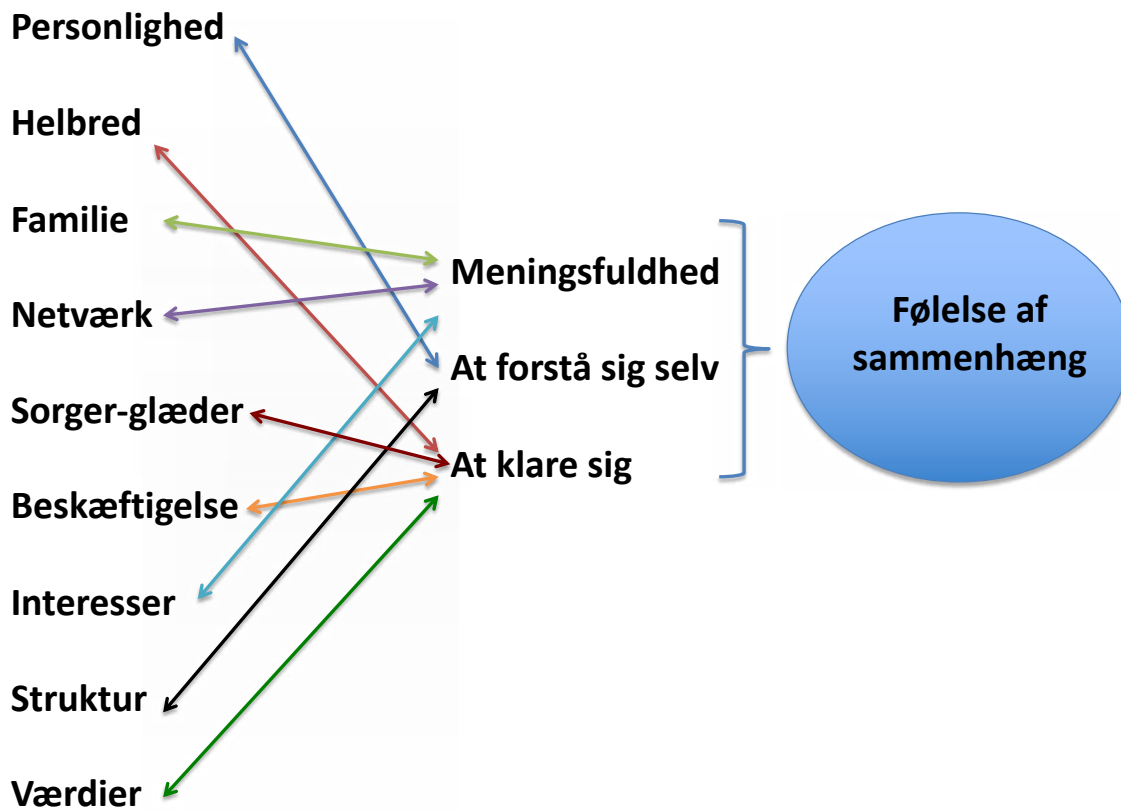 Personlighed
Helbred
Familie
Netværk
Sorger-glæder
Beskæftigelse
Interesser
Struktur
Værdier
Meningsfuldhed
At forstå sig selv
At klare sig
Følelse af
sammenhæng